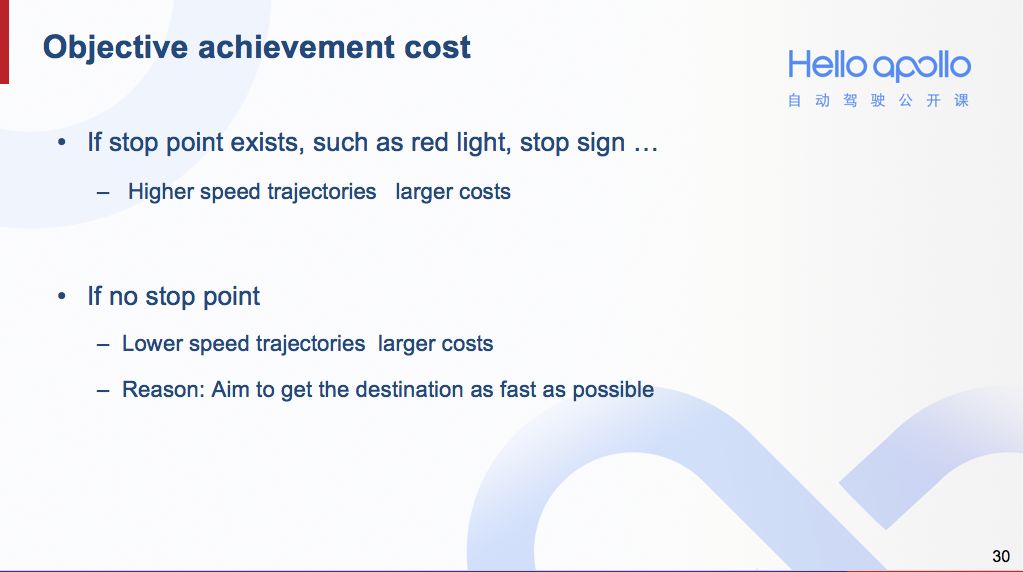 Objective achievement cost
Hello apollo
自动驾驶公开课
• If stop point exists, such as red light, stop sign …
– Higher speed trajectories larger costs
• If no stop point
– Lower speed trajectories larger costs
– Reason: Aim to get the destination as fast as possible
30